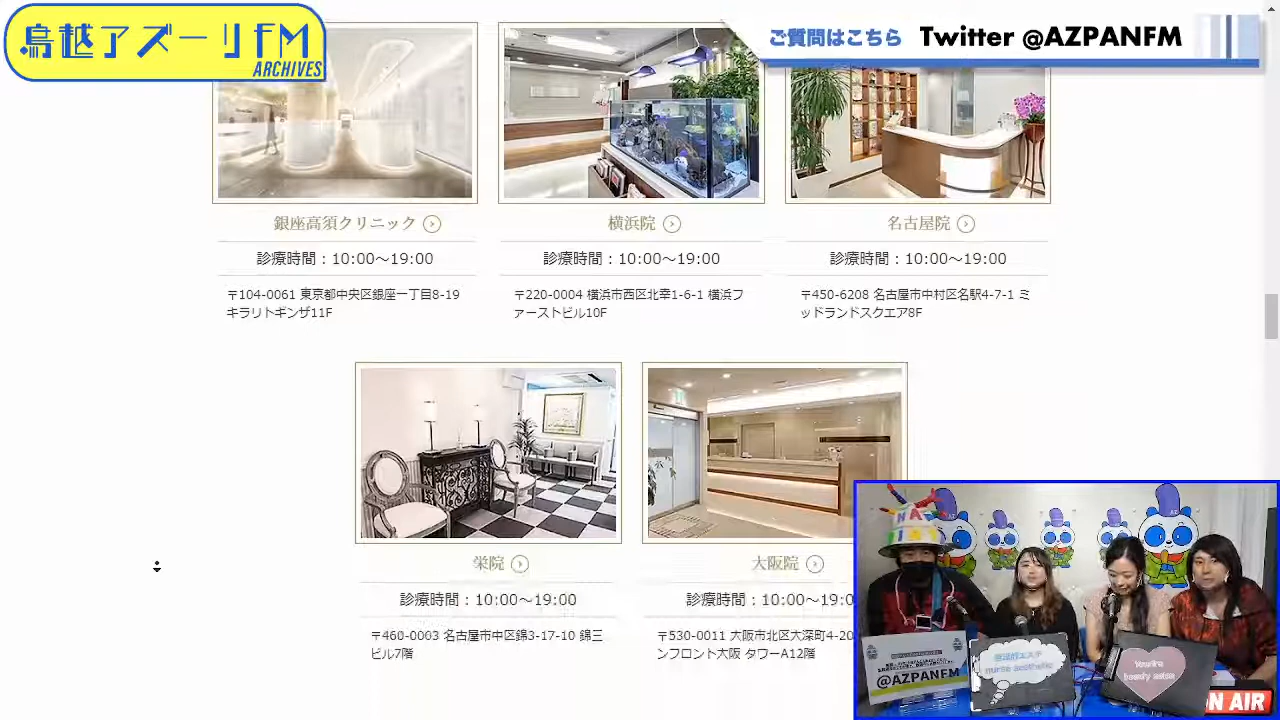 鳥越アズーリFM
ARCHIVES
ご質問はこちら Twitter @AZPANFM
銀座高須クリニック
診療時間：10:00～19:00
〒104-0061 東京都中央区銀座一丁目8-19
キラリトギンザ11F
横浜院
診療時間：10:00～19:00
〒220-0004 横浜市西区北幸1-6-1 横浜フ
ァーストビル10F
名古屋院
診療時間：10:00～19:00
〒450-6208 名古屋市中村区名駅4-7-1 ミ
ッドランドスクエア8F
栄院
診療時間：10:00～19:00
〒460-0003 名古屋市中区錦3-17-10 錦三
ビル7階
大阪院
診療時間：10:00～19:0
〒530-0011 大阪市北区大深町4-20
ンフロント大阪 タワーA12階
@AZPANFM
nurse aesthetic
beauty salon
N AIR